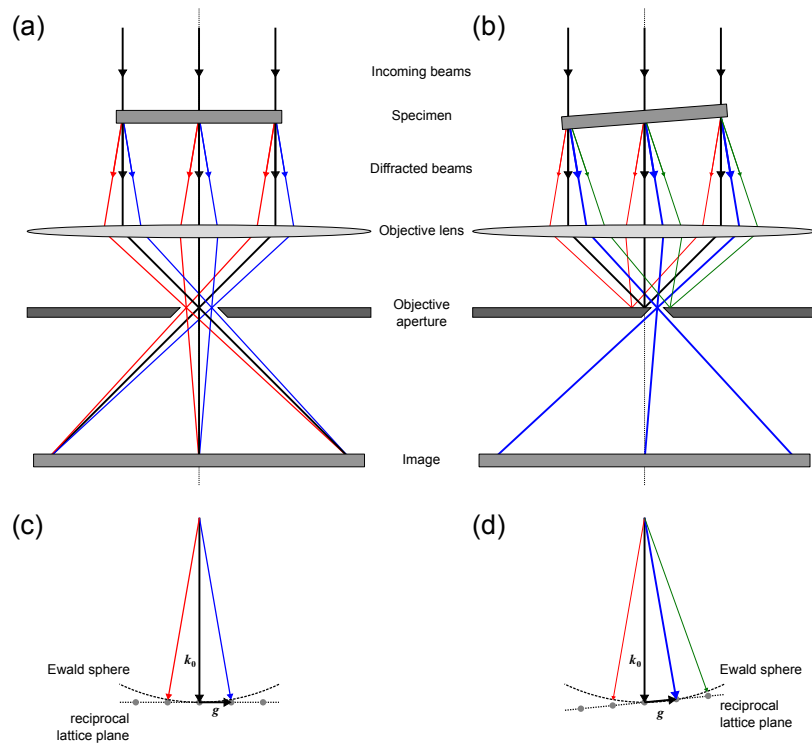 (a)
(b)
Incoming beams
Specimen
Diffracted beams
Objective lens
Objective
aperture
Image
(c)
(d)
k₀
Ewald sphere
g
reciprocal
lattice plane
k₀
Ewald sphere
g
reciprocal
lattice plane